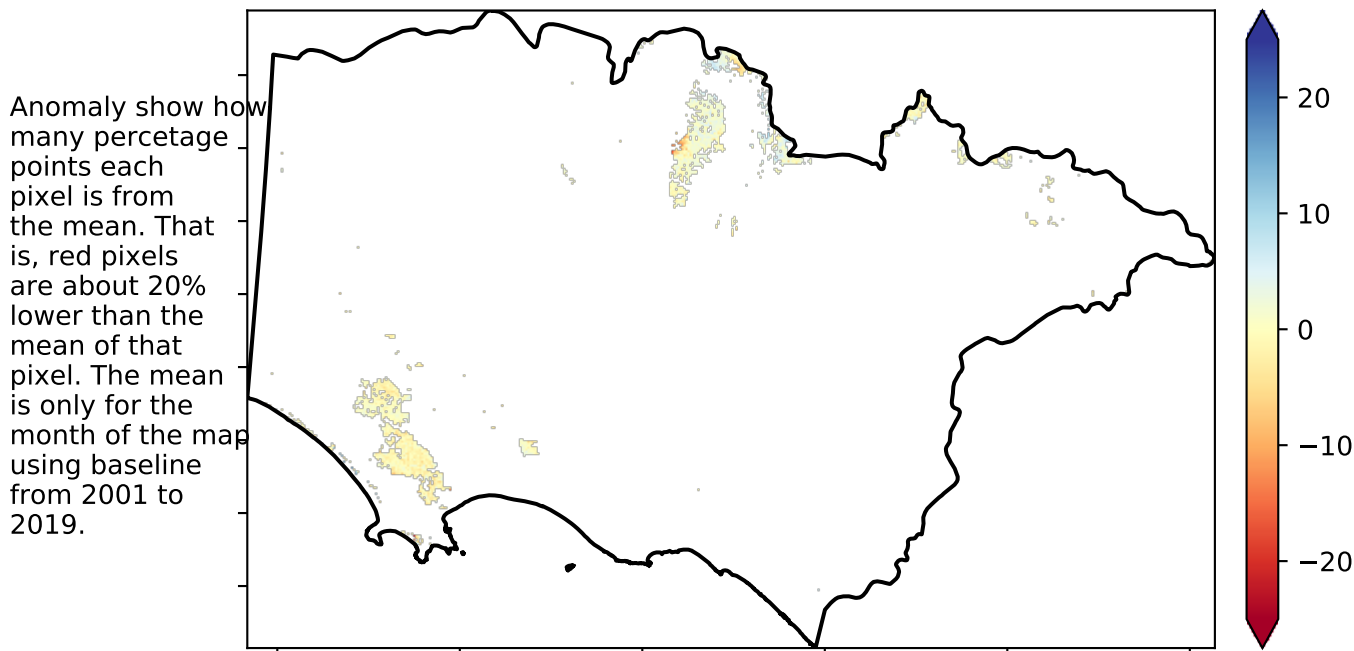 Anomaly show how
many percetage
points each
pixel is from
the mean. That
is, red pixels
are about 20%
lower than the
mean of that
pixel. The mean
is only for the
month of the map
using baseline
from 2001 to
2019.
20
10
0
−10
−20